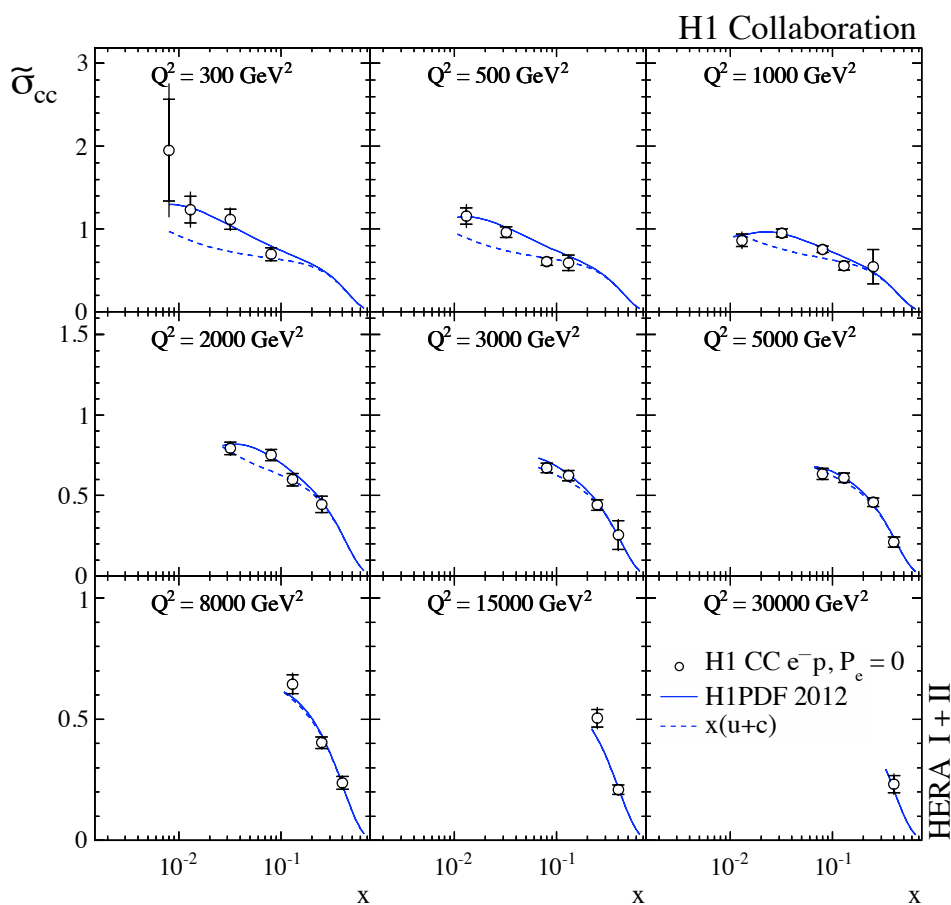 H1 Collaboration
σ̃cc
Q² = 300 GeV²
Q² = 500 GeV²
Q² = 1000 GeV²
3
2
1
0
Q² = 2000 GeV²
Q² = 3000 GeV²
Q² = 5000 GeV²
1.5
1
0.5
0
Q² = 8000 GeV²
Q² = 15000 GeV²
Q² = 30000 GeV²
1
0.5
0
H1 CC e⁻p, Pₑ = 0
H1PDF 2012
x(u+c)
10⁻² 10⁻¹ 10⁻² 10⁻¹ 10⁻² 10⁻¹
x x x
HERA I + II